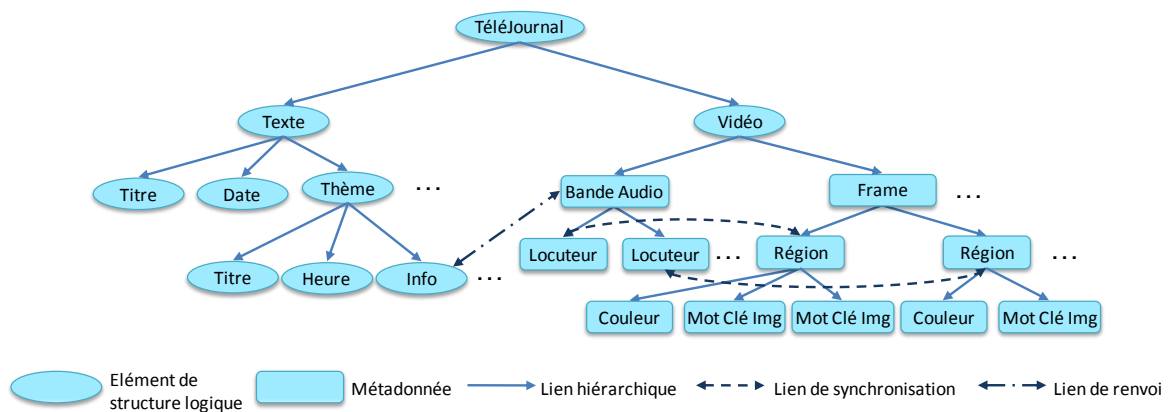 TéléJournal
Texte
Vidéo
Titre
Date
Thème
...
Bande Audio
Frame
...
Titre
Heure
Info
...
Locuteur
Locuteur
...
Région
Région
...
Couleur
Mot Clé Img
Mot Clé Img
Couleur
Mot Clé Img
Elément de
structure logique
Métadonnée
Lien hiérarchique
Lien de synchronisation
Lien de renvoi